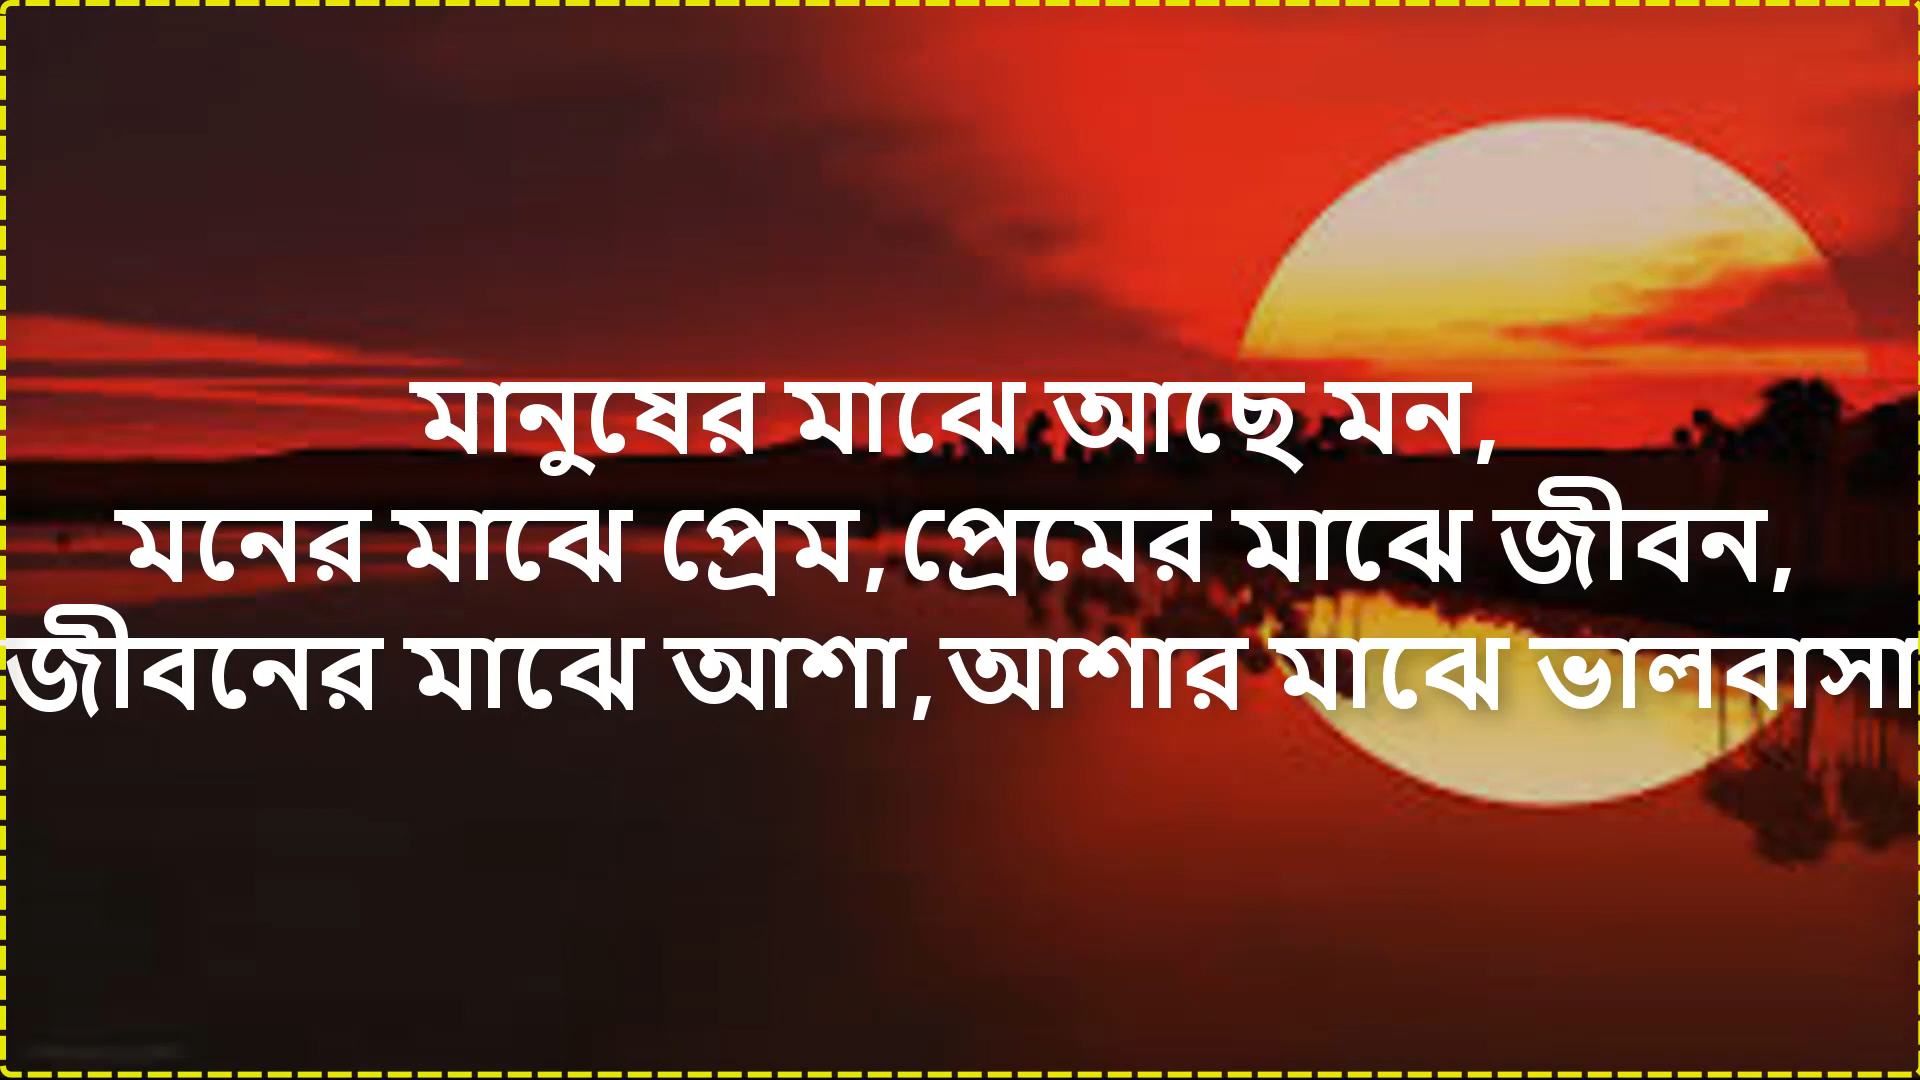 মানুষের মাঝে আছে মন,
মনের মাঝে প্রেম,প্রেমের মাঝে জীবন,
জীবনের মাঝে আশা,আশার মাঝে ভালবাসা